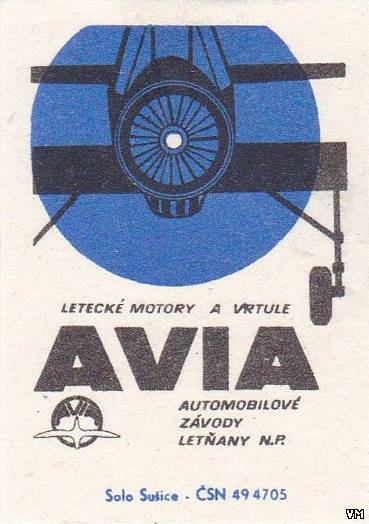 LETECKÉ MOTORY A VRTULE
AVIA
AUTOMOBILOVÉ
ZÁVODY
LETŇANY N.P.
Solo Sušice - ČSN 49 4705
VM